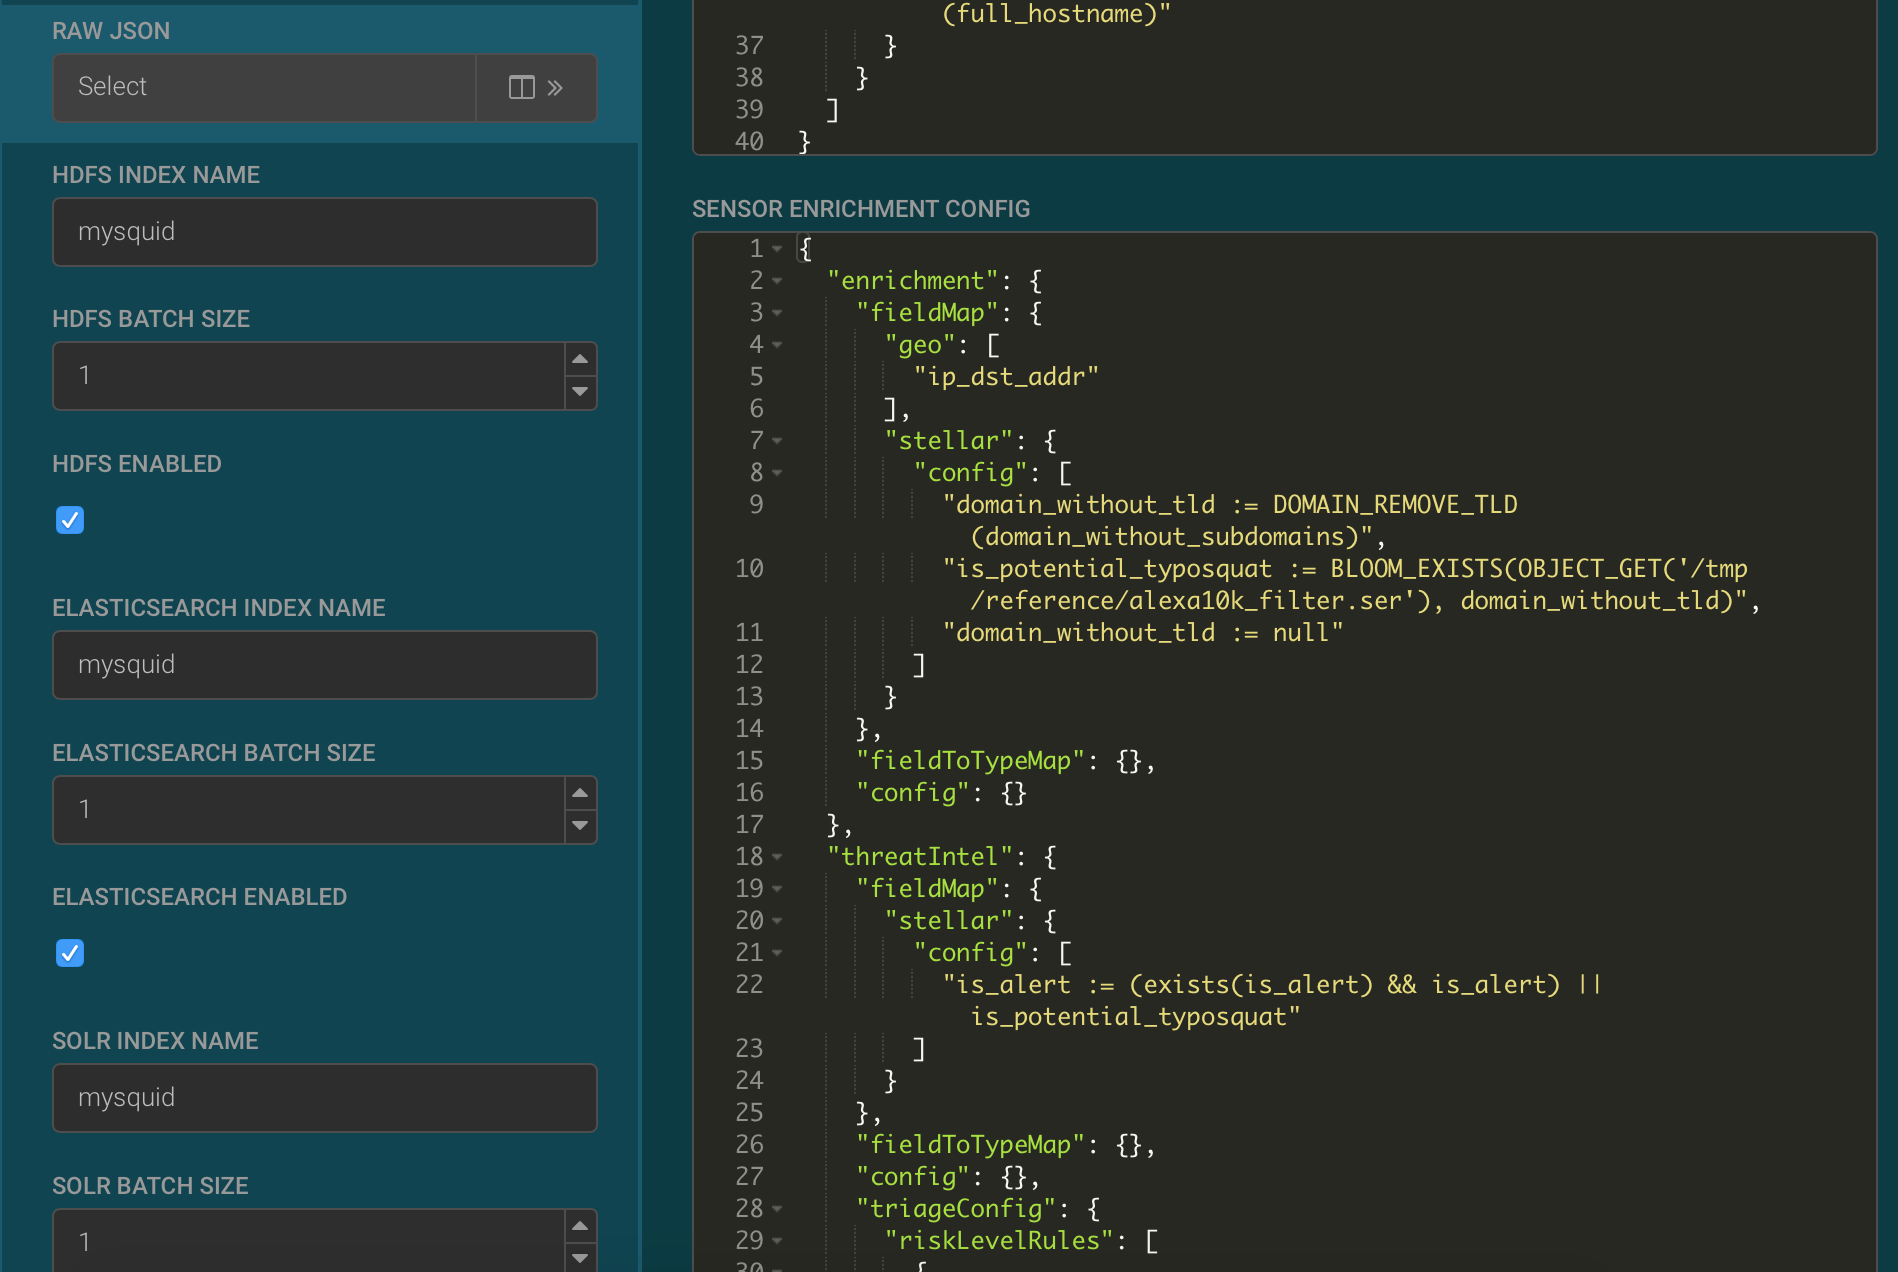 RAW JSON
Select
HDFS INDEX NAME
mysquid
HDFS BATCH SIZE
1
HDFS ENABLED
ELASTICSEARCH INDEX NAME
mysquid
ELASTICSEARCH BATCH SIZE
1
ELASTICSEARCH ENABLED
SOLR INDEX NAME
mysquid
SOLR BATCH SIZE
1
(full_hostname)"
37 }
38 }
39 ]
40 }
SENSOR ENRICHMENT CONFIG
1 {
2 "enrichment": {
3 "fieldMap": {
4 "geo": [
5 "ip_dst_addr"
6 ],
7 "stellar": {
8 "config": [
9 "domain_without_tld := DOMAIN_REMOVE_TLD
(domain_without_subdomains)",
10 "is_potential_typosquat := BLOOM_EXISTS(OBJECT_GET('/tmp
/reference/alexa10k_filter.ser'), domain_without_tld)",
11 "domain_without_tld := null"
12 ]
13 }
14 },
15 "fieldToTypeMap": {},
16 "config": {}
17 },
18 "threatIntel": {
19 "fieldMap": {
20 "stellar": {
21 "config": [
22 "is_alert := (exists(is_alert) && is_alert) ||
is_potential_typosquat"
23 ]
24 }
25 },
26 "fieldToTypeMap": {},
27 "config": {},
28 "triageConfig": {
29 "riskLevelRules": [
30 {